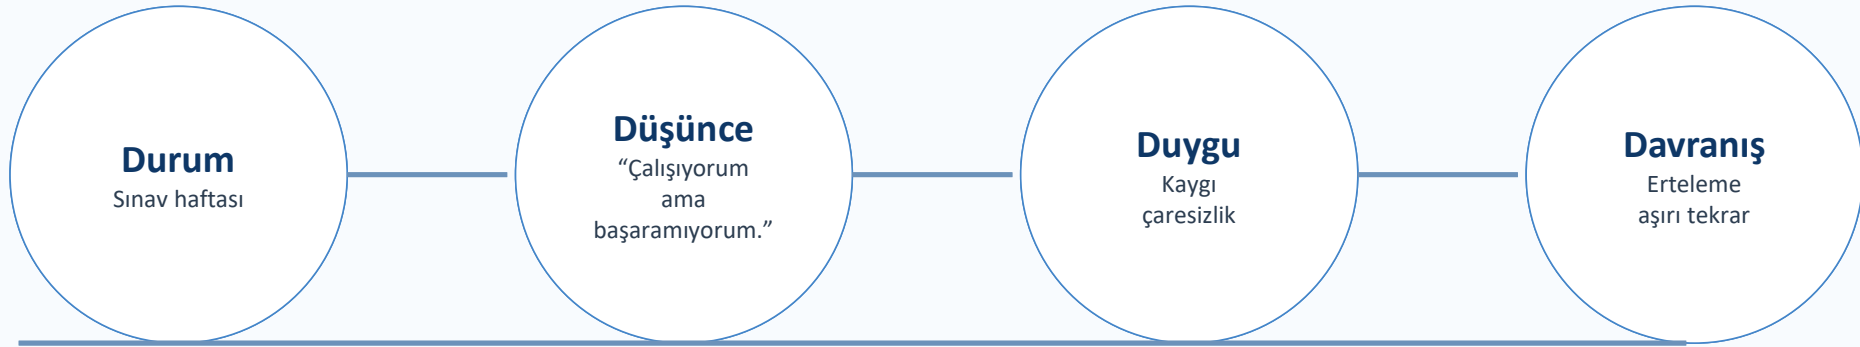 Durum
Sınav haftası
Düşünce
“Çalışıyorum
ama
başaramıyorum.”
Duygu
Kaygı
çaresizlik
Davranış
Erteleme
aşırı tekrar